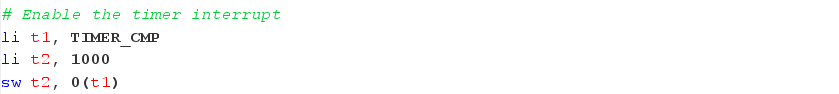 # Enable the timer interrupt
li t1, TIMER_CMP
li t2, 1000
sw t2, 0(t1)